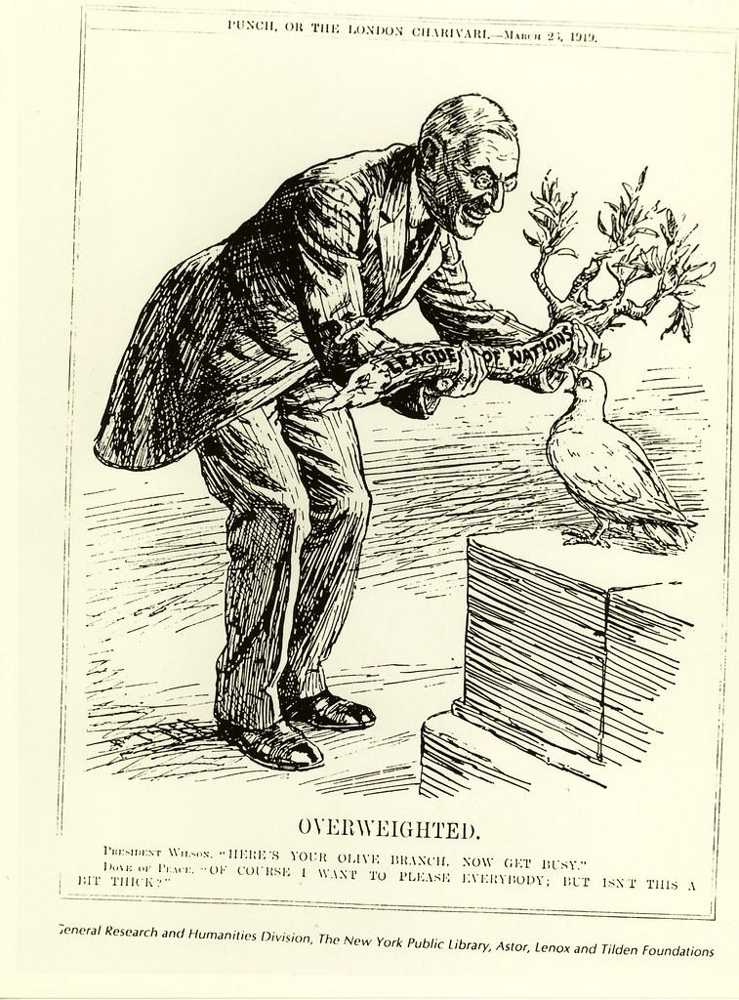 PUNCH, OR THE LONDON CHARIVARI.—MARCH 26, 1919.
LEAGUE OF NATIONS
OVERWEIGHTED.
PRESIDENT WILSON. "HERE'S YOUR OLIVE BRANCH. NOW GET BUSY."
DOVE OF PEACE. "OF COURSE I WANT TO PLEASE EVERYBODY; BUT ISN'T THIS A
BIT THICK?"
General Research and Humanities Division, The New York Public Library, Astor, Lenox and Tilden Foundations